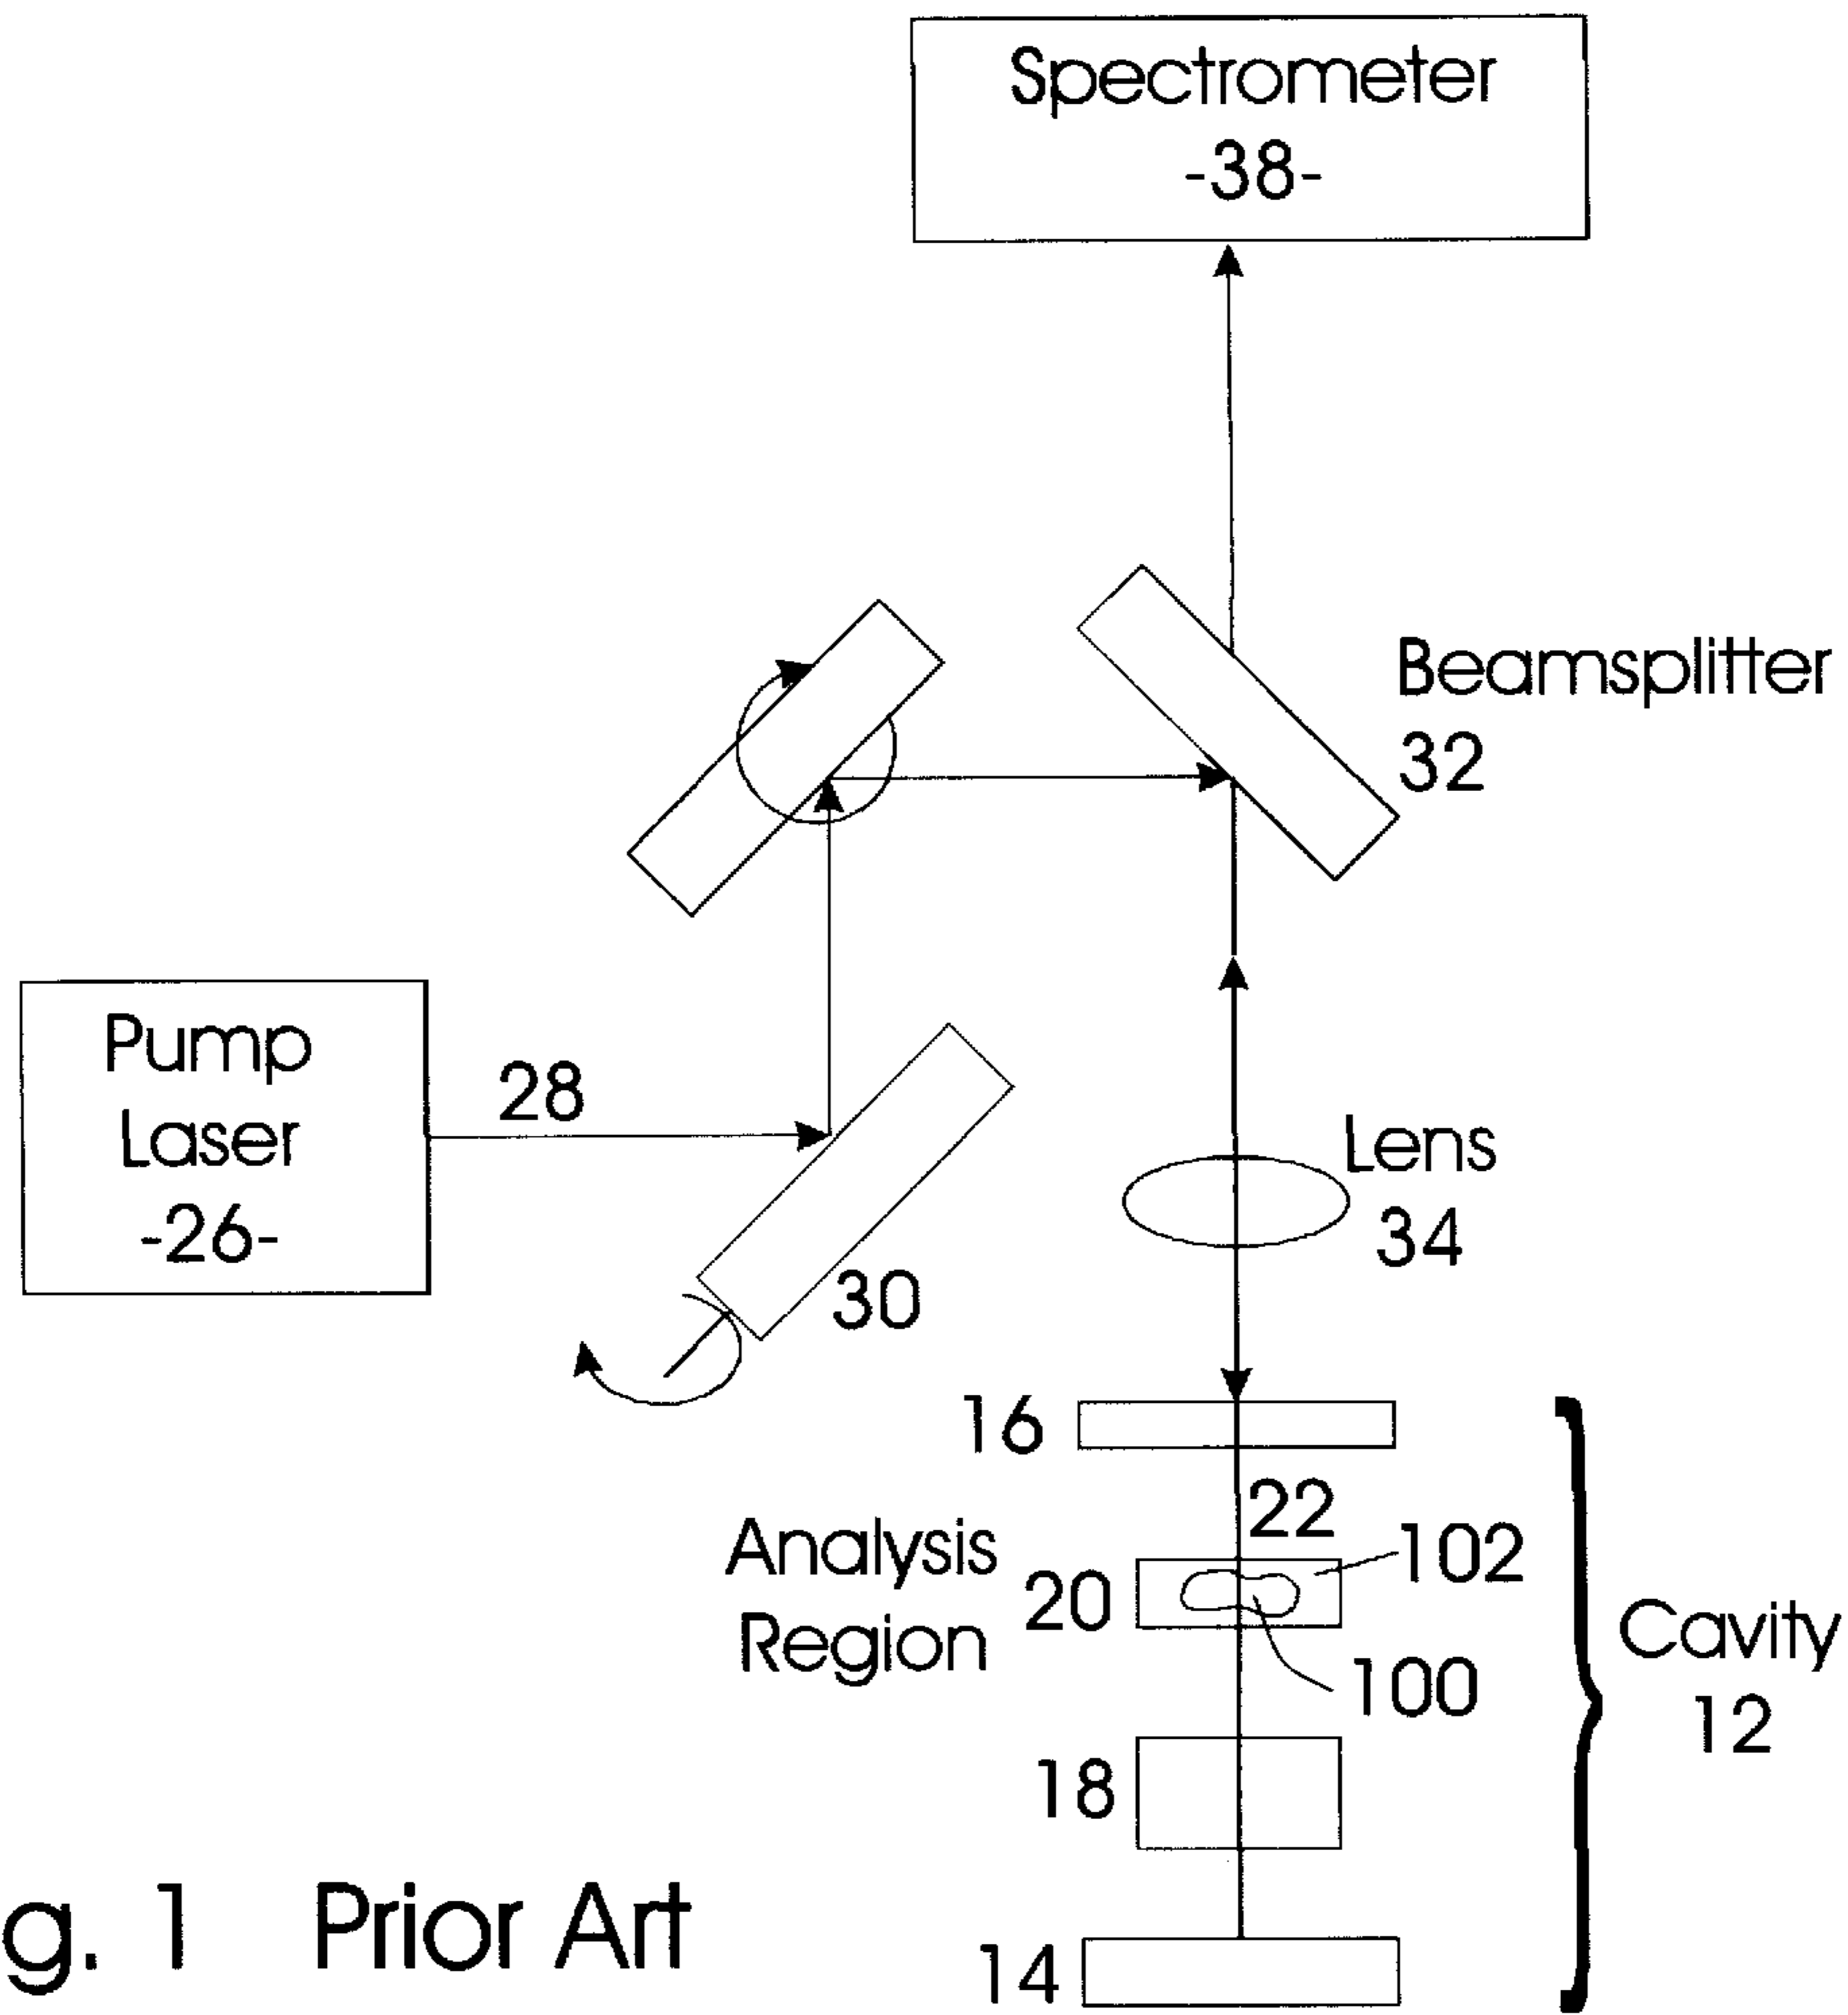 Spectrometer
-38-
Beamsplitter
32
Pump
Laser
-26-
28
30
Lens
34
16
22
Analysis
Region
20
102
100
Cavity
12
18
14
g. 1 Prior Art